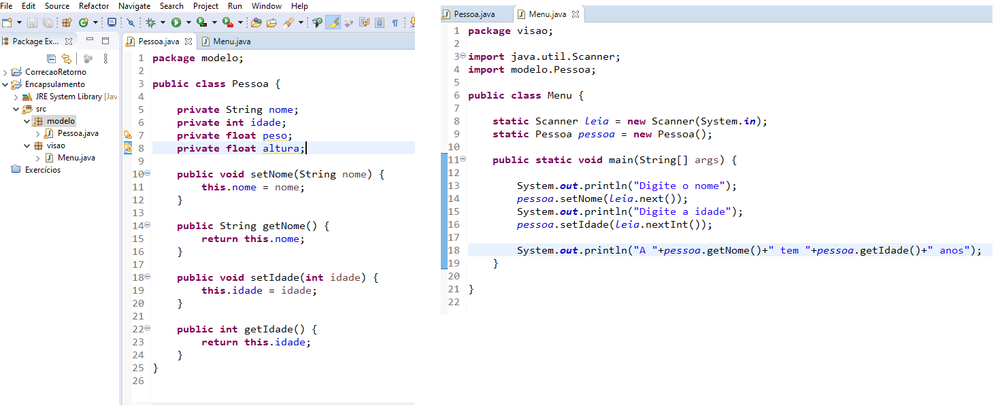 File Edit Source Refactor Navigate Search Project Run Window Help
Package Ex...
CorrecaoRetorno
Encapsulamento
JRE System Library [Jav
src
modelo
Pessoa.java
visao
Menu.java
Exercícios
Pessoa.java Menu.java
1 package modelo;
2
3 public class Pessoa {
4
5 private String nome;
6 private int idade;
7 private float peso;
8 private float altura;
9
10 public void setNome(String nome) {
11 this.nome = nome;
12 }
13
14 public String getNome() {
15 return this.nome;
16 }
17
18 public void setIdade(int idade) {
19 this.idade = idade;
20 }
21
22 public int getIdade() {
23 return this.idade;
24 }
25 }
26
Pessoa.java Menu.java
1 package visao;
2
3 import java.util.Scanner;
4 import modelo.Pessoa;
5
6 public class Menu {
7
8 static Scanner leia = new Scanner(System.in);
9 static Pessoa pessoa = new Pessoa();
10
11 public static void main(String[] args) {
12
13 System.out.println("Digite o nome");
14 pessoa.setNome(leia.next());
15 System.out.println("Digite a idade");
16 pessoa.setIdade(leia.nextInt());
17
18 System.out.println("A "+pessoa.getNome()+" tem "+pessoa.getIdade()+" anos");
19 }
20
21 }
22